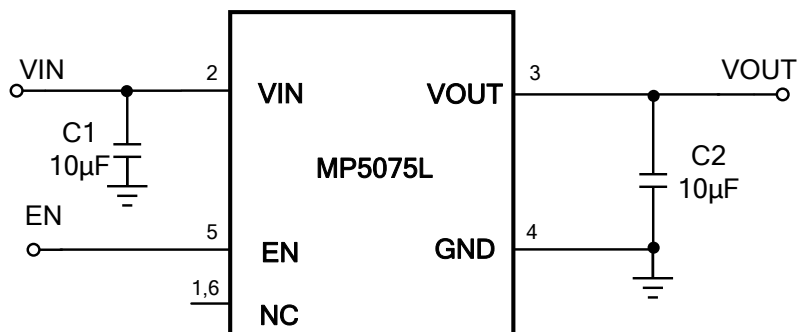 VIN
2
VIN
C1
10µF
EN
5
EN
1,6
NC
MP5075L
VOUT
3
VOUT
C2
10µF
GND
4